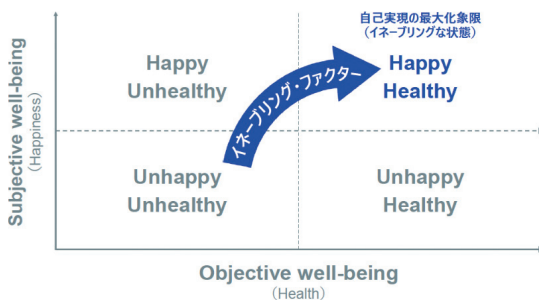 自己実現の最大化象限
(イネーブリングな状態)
Happy
Unhealthy
Happy
Healthy
イネーブリング・ファクター
Unhappy
Unhealthy
Unhappy
Healthy
Subjective well-being
(Happiness)
Objective well-being
(Health)